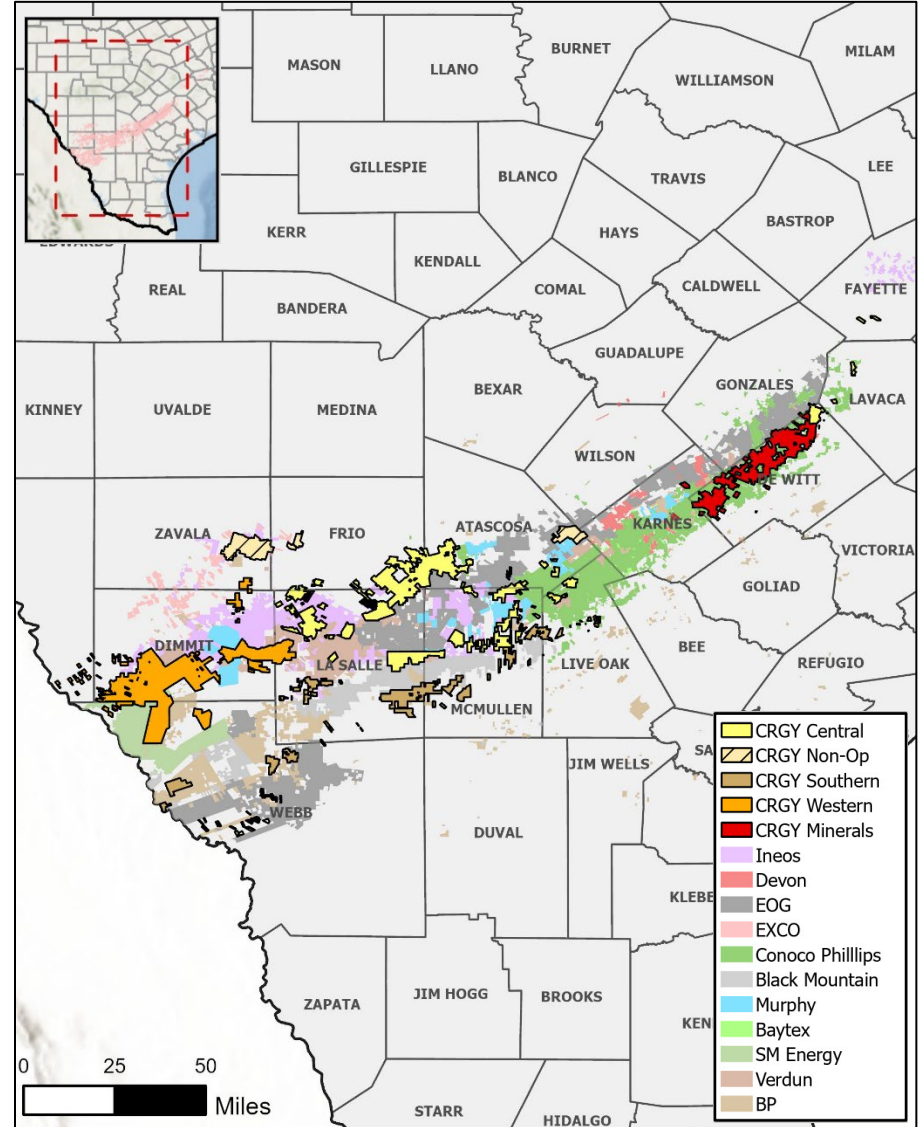 BURNET
MILAM
MASON
LLANO
WILLIAMSON
GILLESPIE
BLANCO
TRAVIS
LEE
BASTROP
KERR
HAYS
EDWARDS
KENDALL
REAL
COMAL
CALDWELL
FAYETTE
BANDERA
GUADALUPE
BEXAR
GONZALES
KINNEY
UVALDE
MEDINA
LAVACA
WILSON
DE WITT
ZAVALA
FRIO
ATASCOSA
KARNES
VICTORIA
GOLIAD
DIMMIT
LA SALLE
LIVE OAK
BEE
REFUGIO
MCMULLEN
SA
JIM WELLS
WEBB
DUVAL
KLEBE
ZAPATA
JIM HOGG
BROOKS
KEN
STARR
HIDALGO
CRGY Central
CRGY Non-Op
CRGY Southern
CRGY Western
CRGY Minerals
Ineos
Devon
EOG
EXCO
Conoco Philllips
Black Mountain
Murphy
Baytex
SM Energy
Verdun
BP
0 25 50
Miles